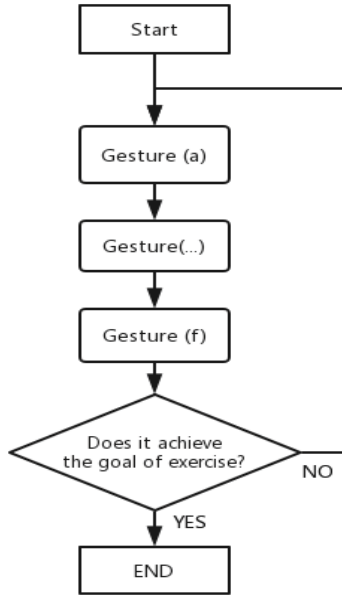 Start
Gesture (a)
Gesture(...)
Gesture (f)
Does it achieve
the goal of exercise?
NO
YES
END